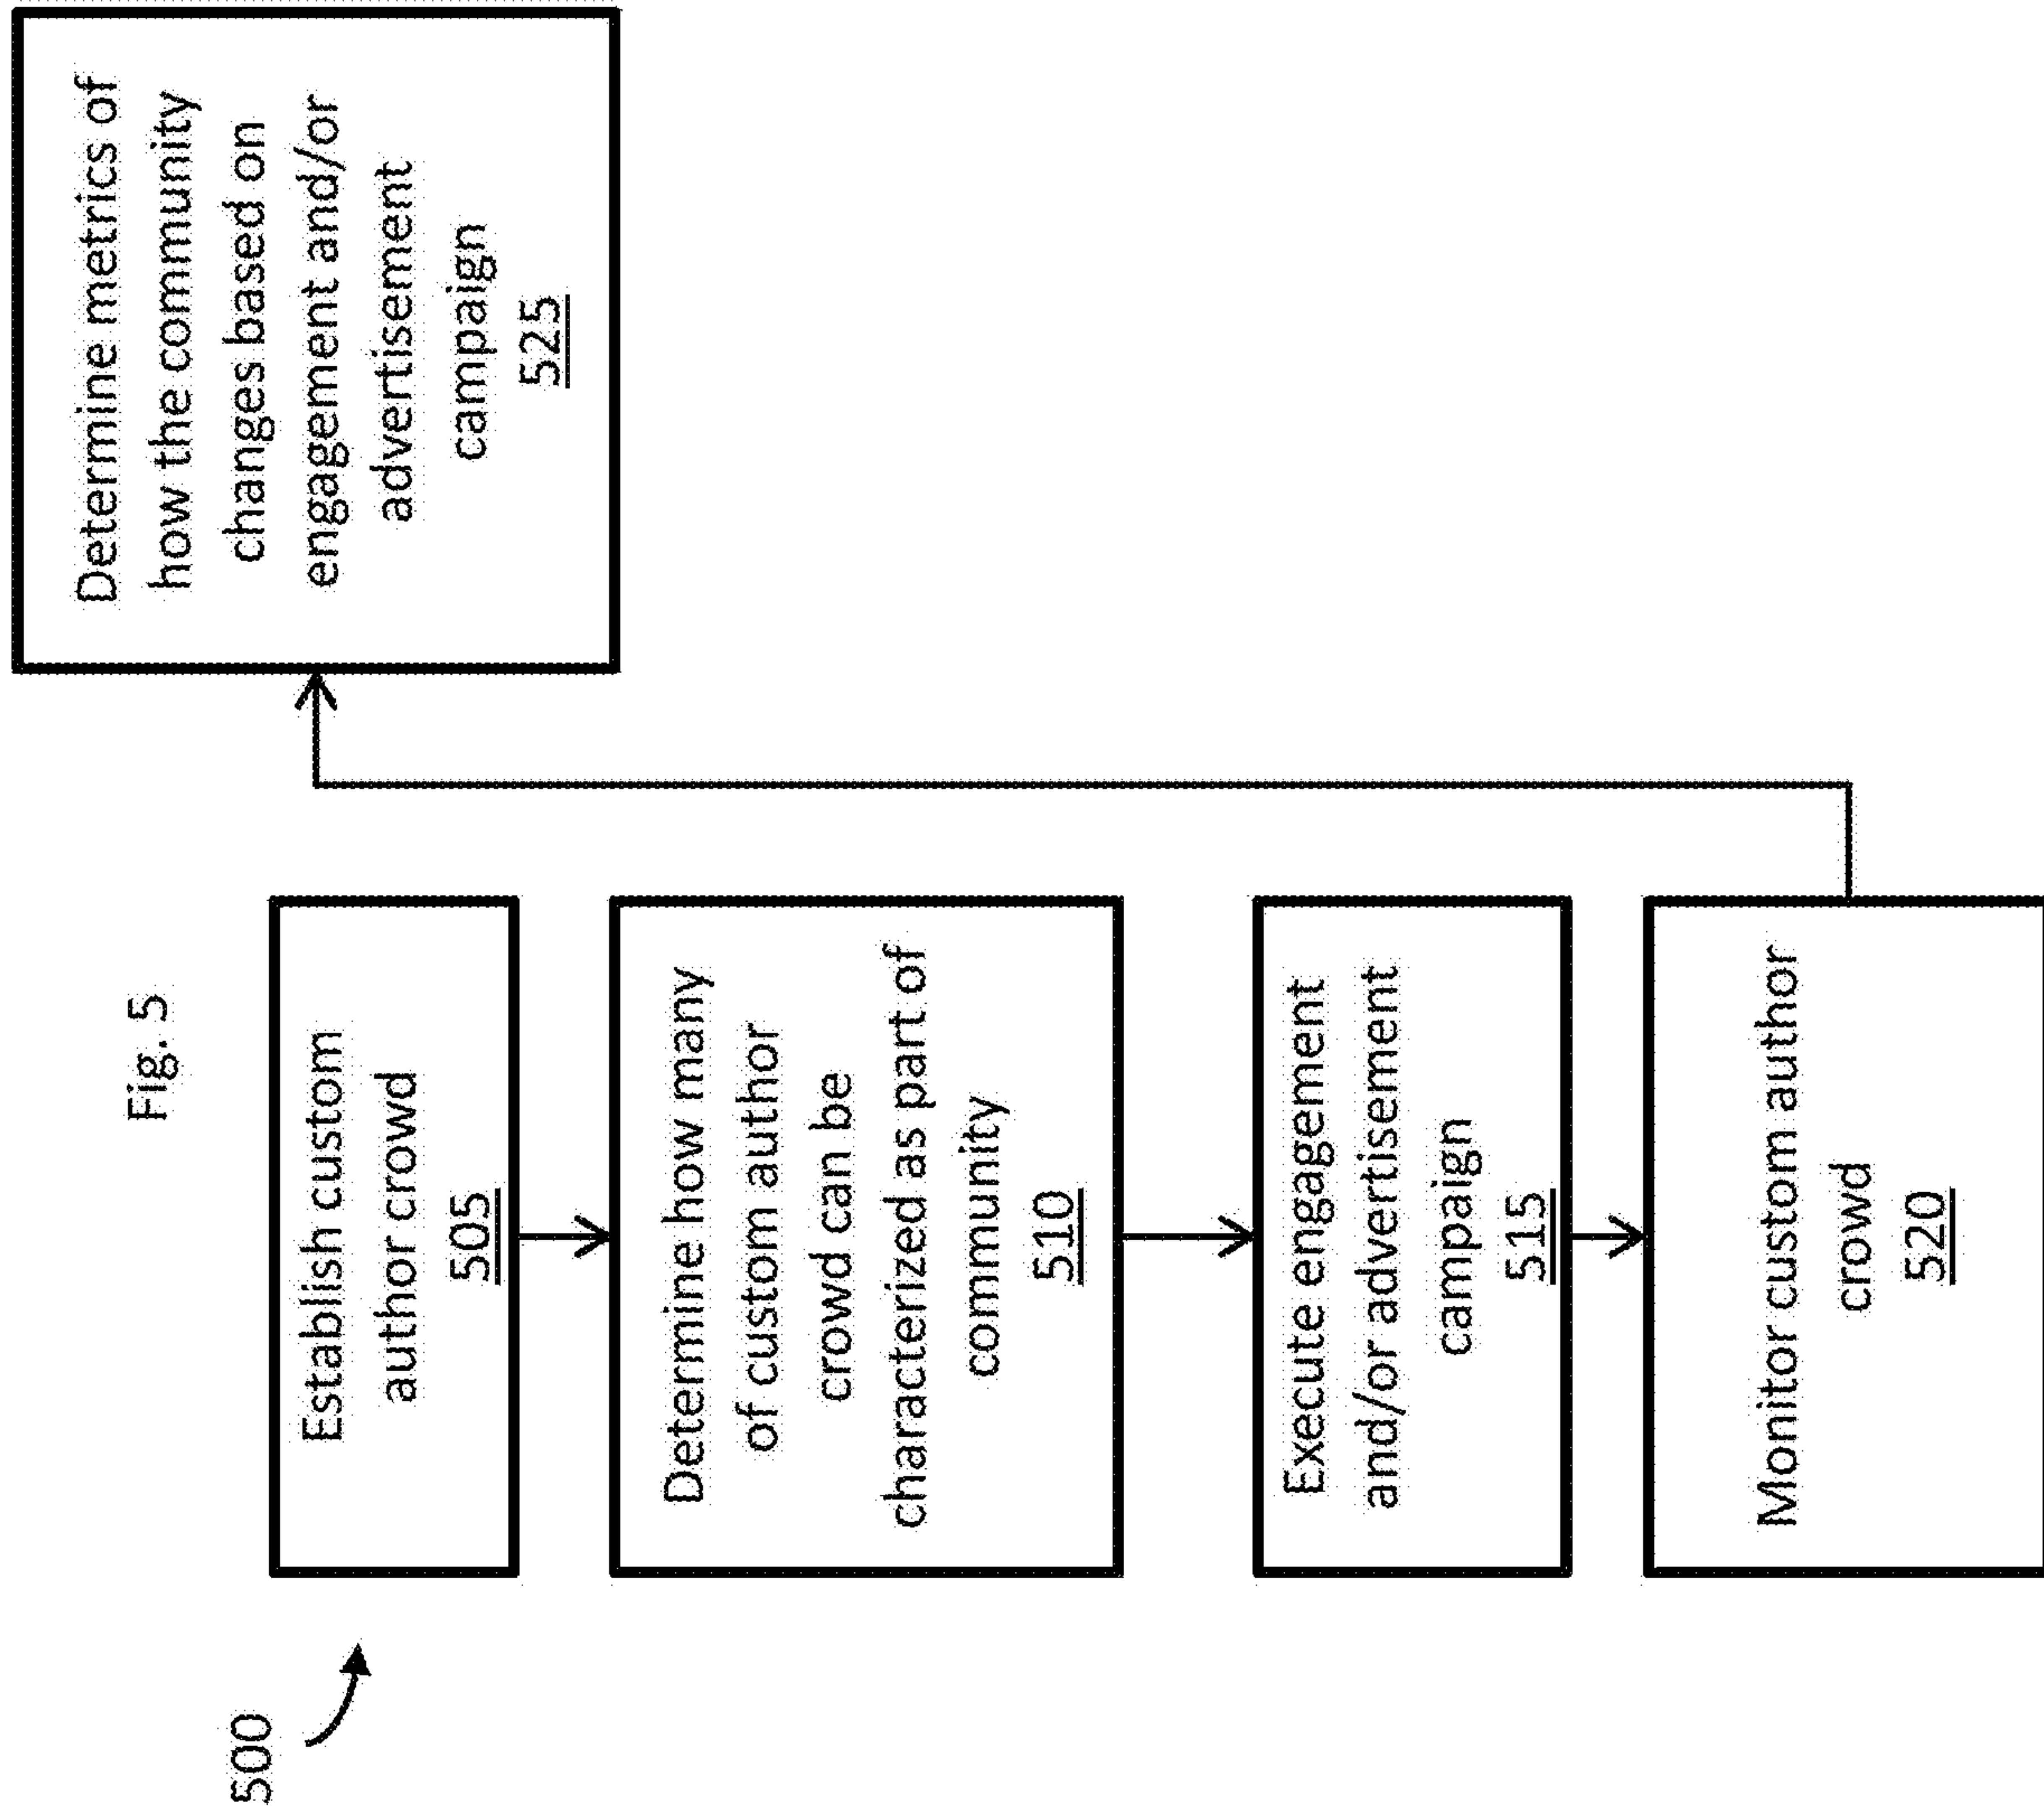 Fig. 5
500
Establish custom
author crowd
505
Determine how many
of custom author
crowd can be
characterized as part of
community
510
Execute engagement
and/or advertisement
campaign
515
Monitor custom author
crowd
520
Determine metrics of
how the community
changes based on
engagement and/or
advertisement
campaign
525